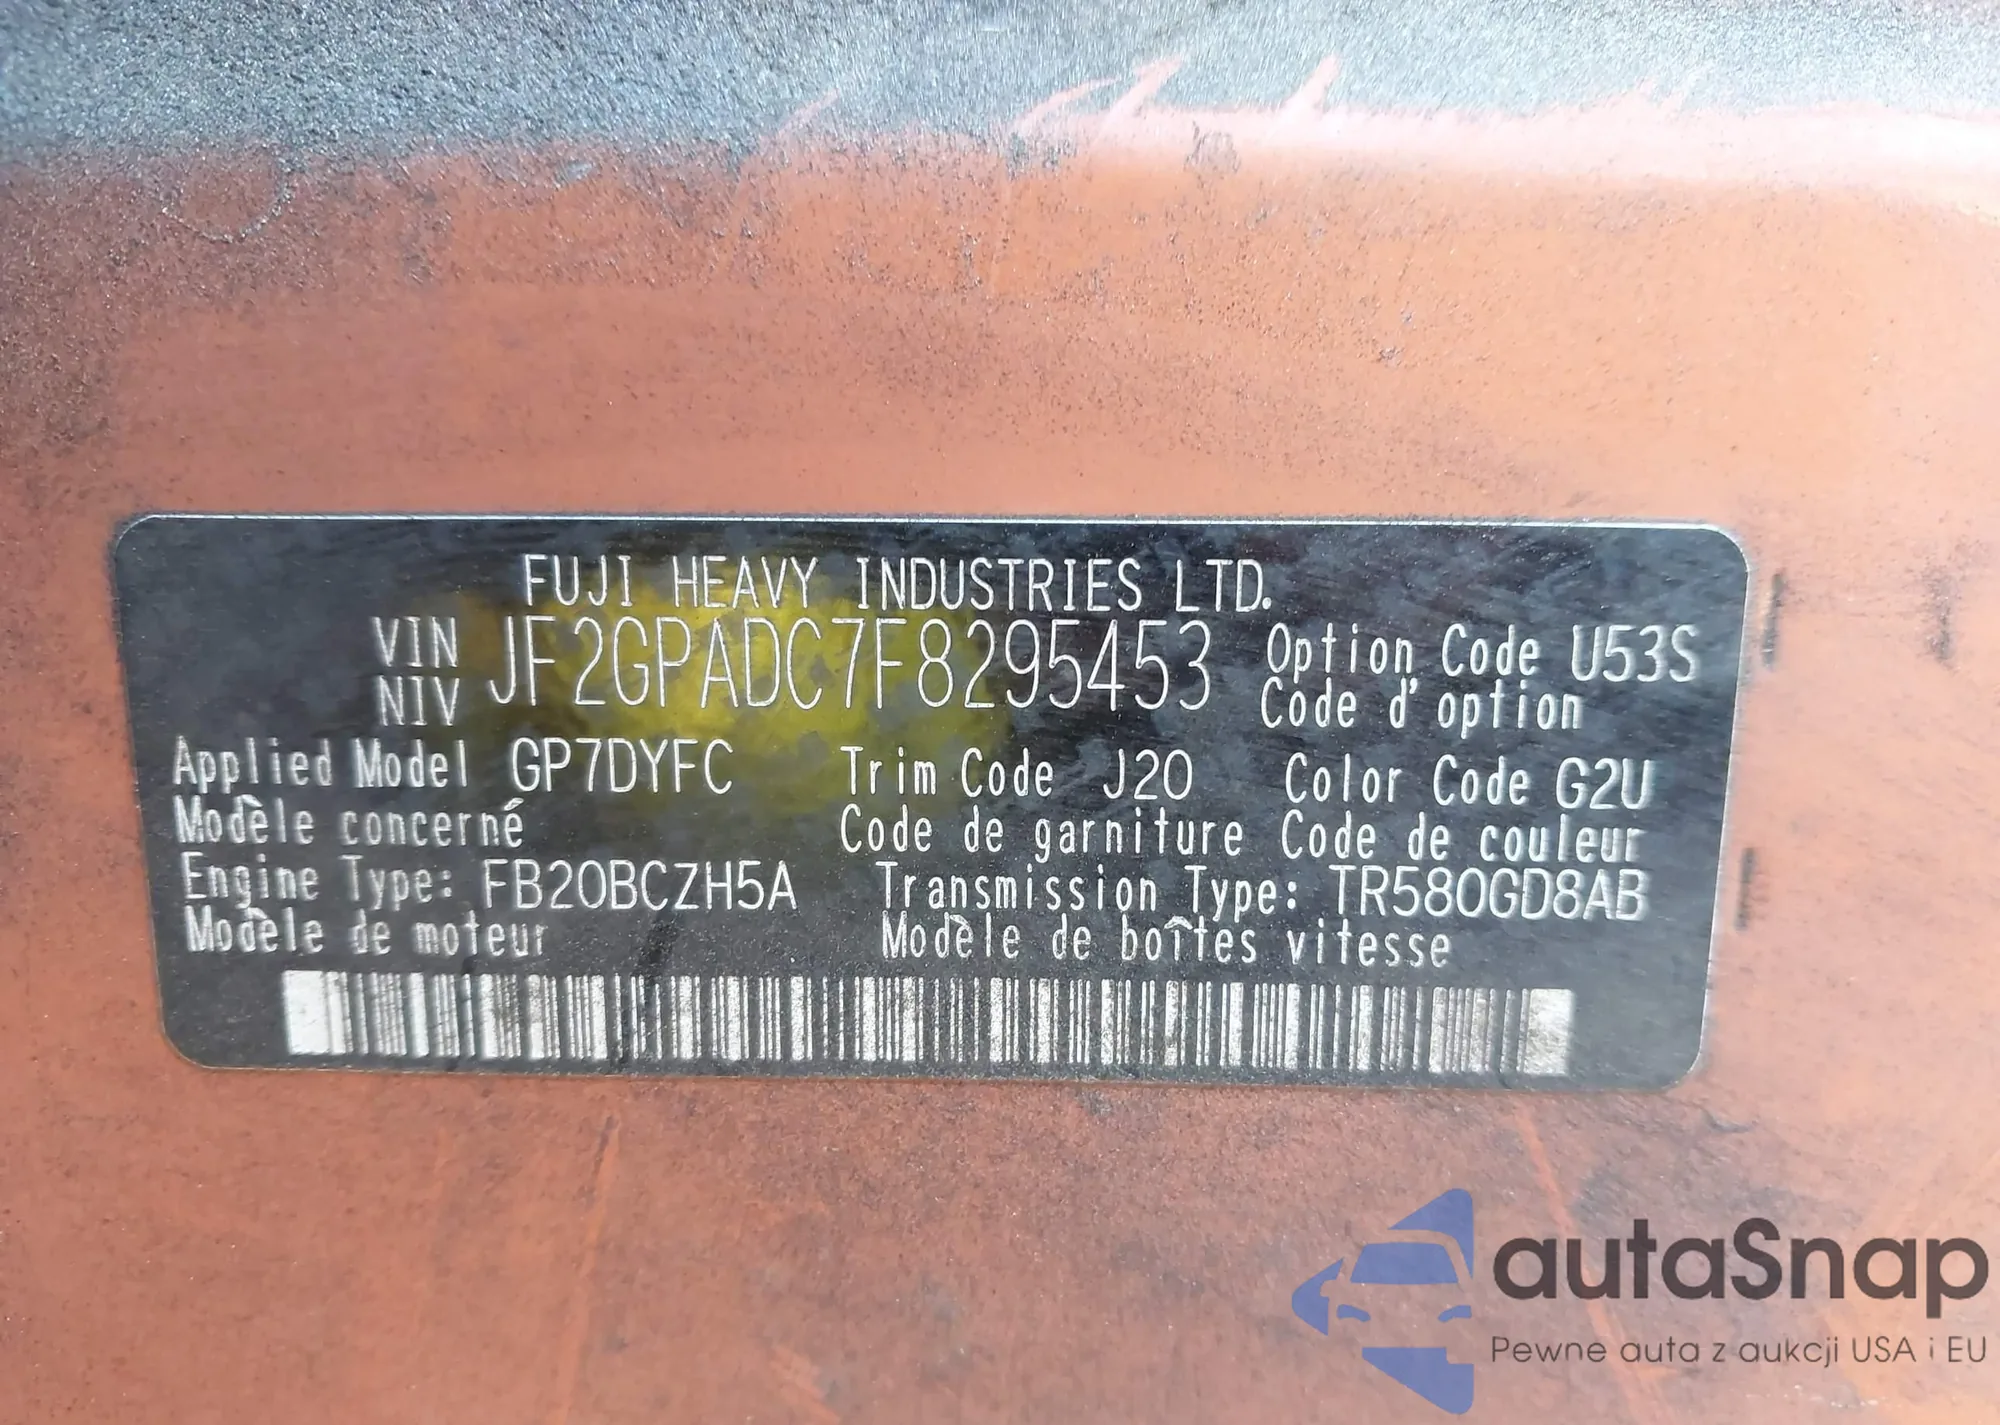 FUJI HEAVY INDUSTRIES LTD.
VIN JF2GPADC7F8295453 Option Code U53S
NIV Code d'option
Applied Model GP7DYFC Trim Code J20 Color Code G2U
Modèle concerné Code de garniture Code de couleur
Engine Type: FB20BCZH5A Transmission Type: TR580GD8AB
Modèle de moteur Modèle de boîtes vitesse
autaSnap
Pewne auta z aukcji USA i EU